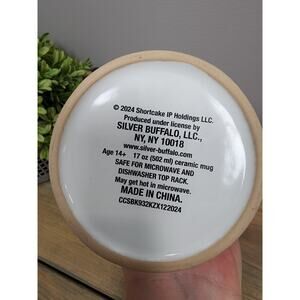 © 2024 Shortcake IP Holdings LLC.
Produced under license by
SILVER BUFFALO, LLC.,
NY, NY 10018
www.silver-buffalo.com
Age 14+ 17 oz (502 ml) ceramic mug
SAFE FOR MICROWAVE AND
DISHWASHER TOP RACK.
May get hot in microwave.
MADE IN CHINA.
CCSBK932KZX122024